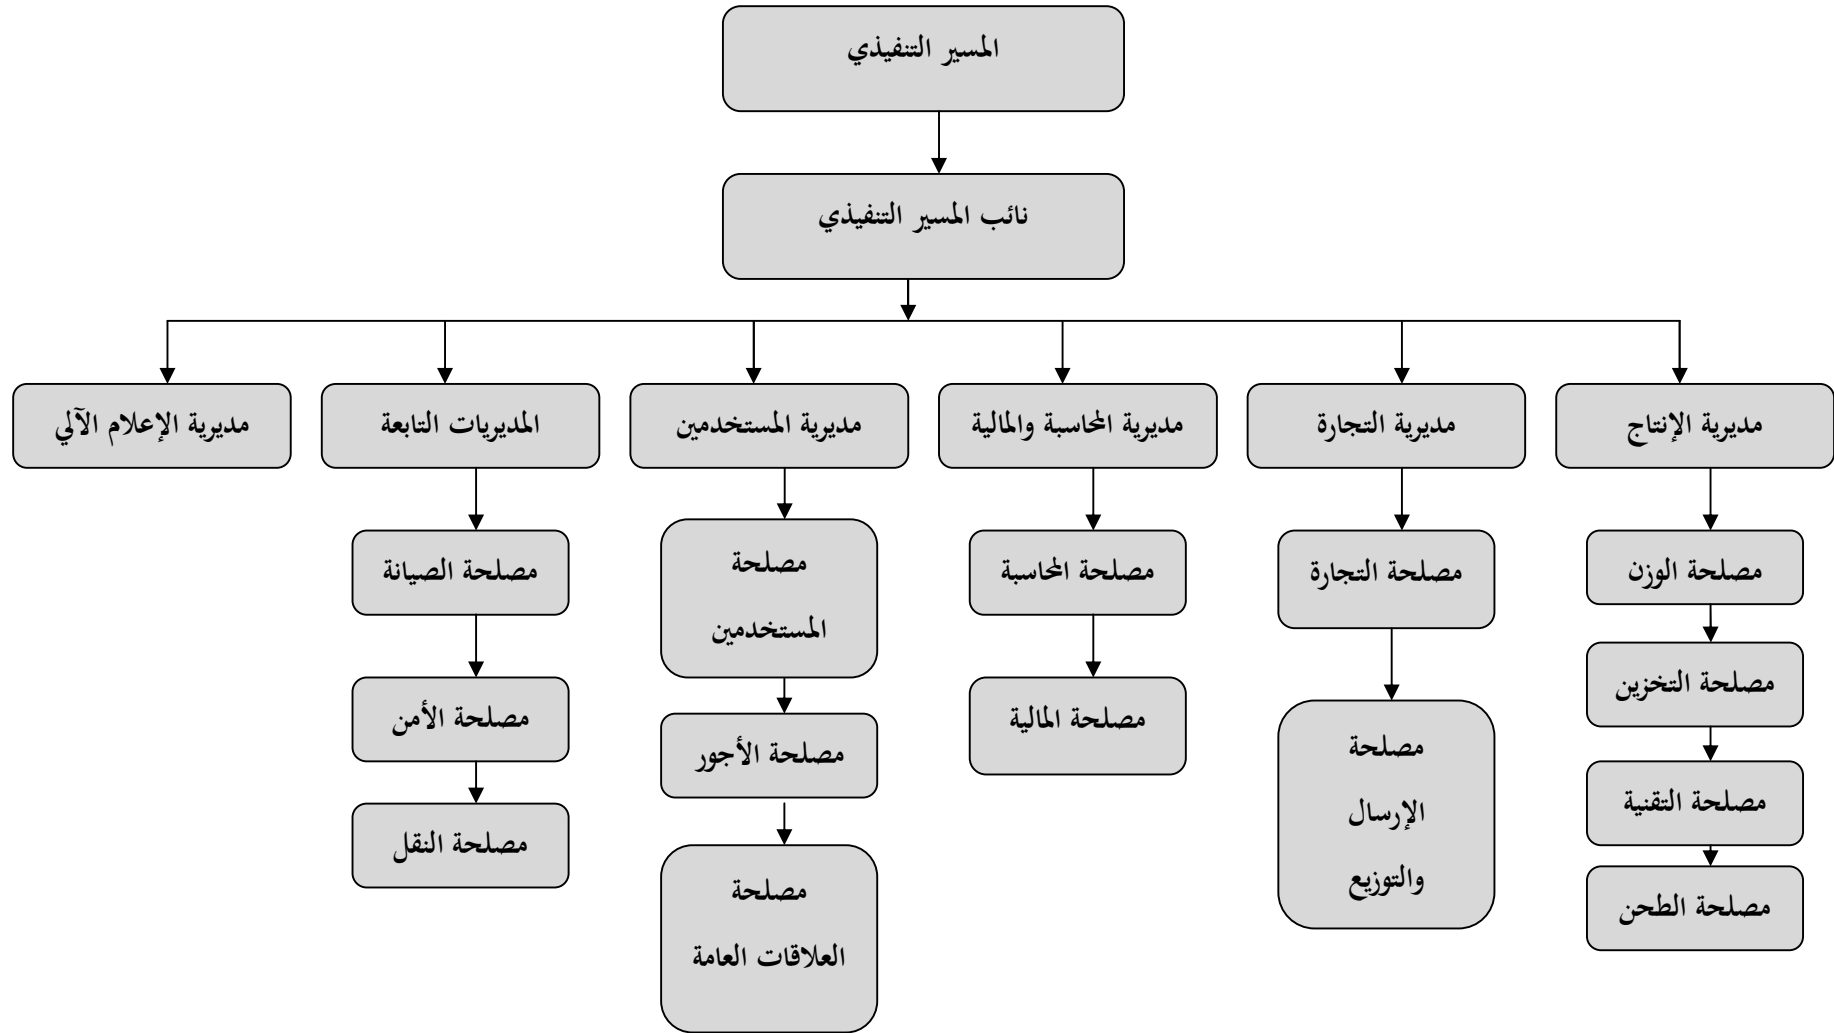 المسير التنفيذي
نائب المسير التنفيذي
مديرية الإنتاج
مديرية التجارة
مديرية المحاسبة والمالية
مديرية المستخدمين
المديريات التابعة
مديرية الإعلام الآلي
مصلحة الوزن
مصلحة التخزين
مصلحة التقنية
مصلحة الطحن
مصلحة التجارة
مصلحة
الإرسال
والتوزيع
مصلحة المحاسبة
مصلحة المالية
مصلحة
المستخدمين
مصلحة الأجور
مصلحة
العلاقات العامة
مصلحة الصيانة
مصلحة الأمن
مصلحة النقل